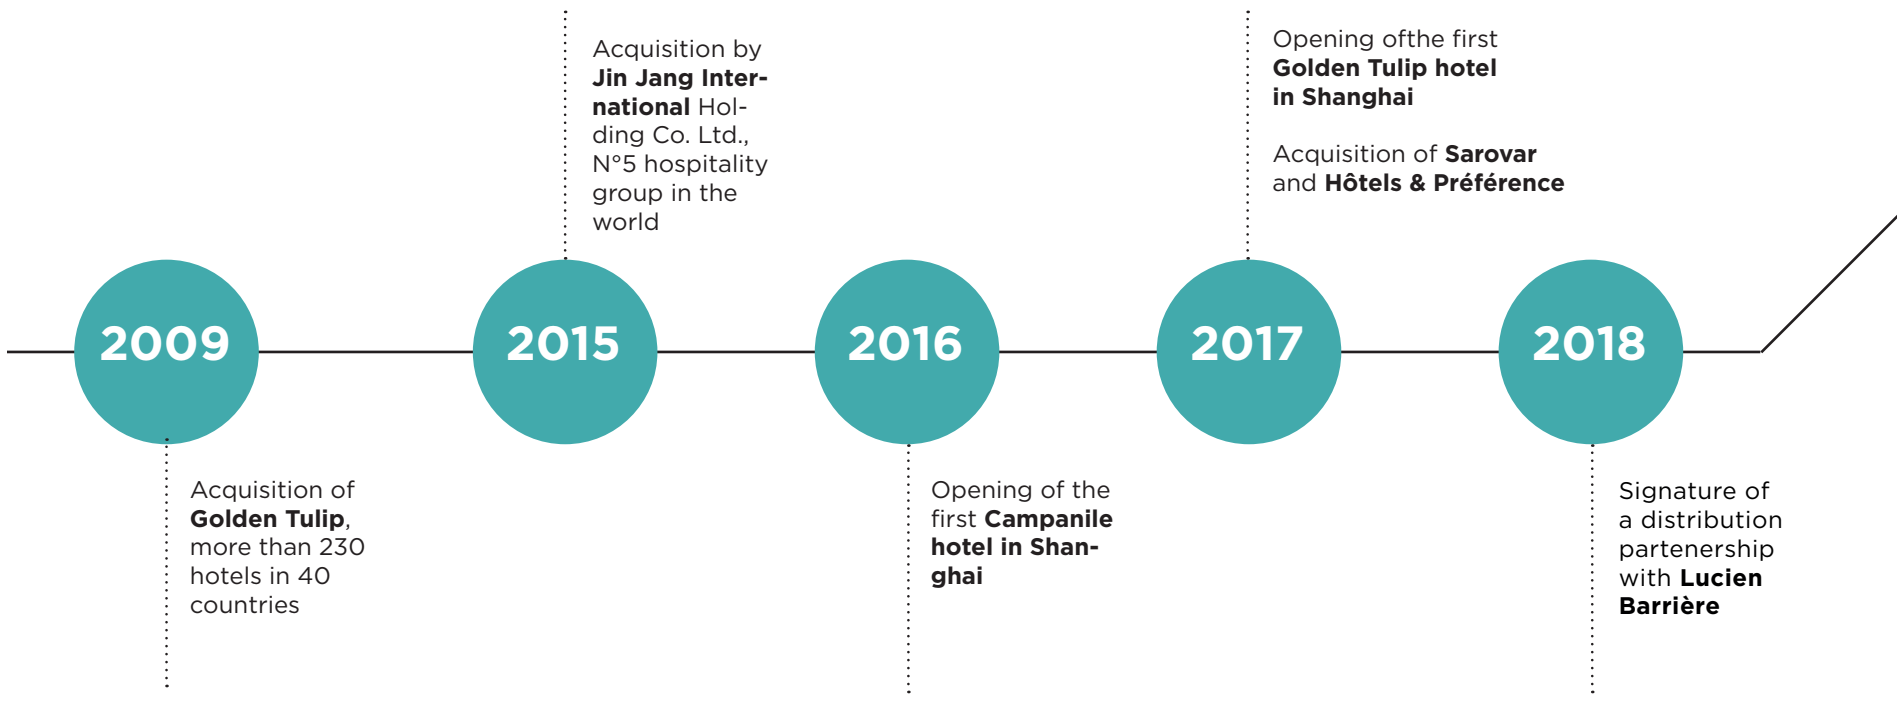 Acquisition by
Jin Jang Inter-
national Hol-
ding Co. Ltd.,
N°5 hospitality
group in the
world
Opening ofthe first
Golden Tulip hotel
in Shanghai
Acquisition of Sarovar
and Hôtels & Préférence
2009
2015
2016
2017
2018
Acquisition of
Golden Tulip,
more than 230
hotels in 40
countries
Opening of the
first Campanile
hotel in Shan-
ghai
Signature of
a distribution
partenership
with Lucien
Barrière